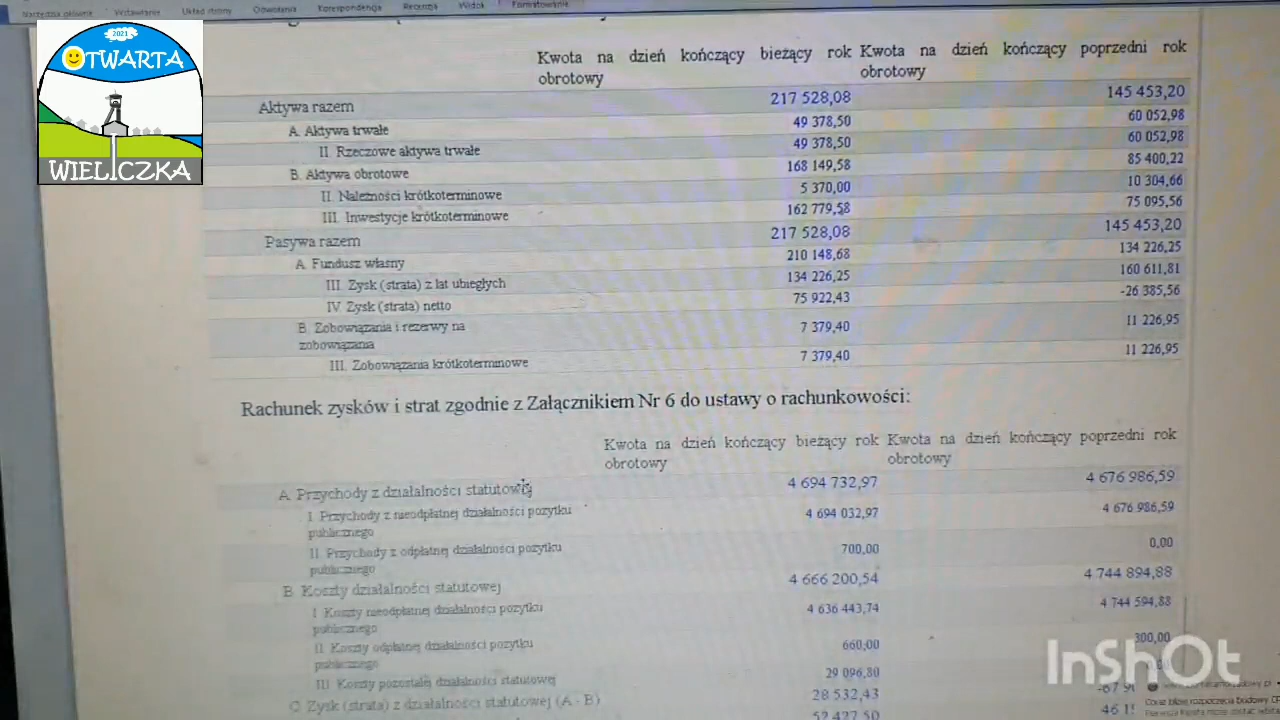 Narzędzia główne Wstawianie Układ strony Odwołania Korespondencja Recenzja Widok Formatowanie
2021
OTWARTA
WIELICZKA
Kwota na dzień kończący bieżący rok obrotowy Kwota na dzień kończący poprzedni rok obrotowy
Aktywa razem 217 528,08 145 453,20
A. Aktywa trwałe 49 378,50 60 052,98
II. Rzeczowe aktywa trwałe 49 378,50 60 052,98
B. Aktywa obrotowe 168 149,58 85 400,22
II. Należności krótkoterminowe 5 370,00 10 304,66
III. Inwestycje krótkoterminowe 162 779,58 75 095,56
Pasywa razem 217 528,08 145 453,20
A. Fundusz własny 210 148,68 134 226,25
III. Zysk (strata) z lat ubiegłych 134 226,25 160 611,81
IV. Zysk (strata) netto 75 922,43 -26 385,56
B. Zobowiązania i rezerwy na
zobowiązania 7 379,40 11 226,95
III. Zobowiązania krótkoterminowe 7 379,40 11 226,95
Rachunek zysków i strat zgodnie z Załącznikiem Nr 6 do ustawy o rachunkowości:
Kwota na dzień kończący bieżący rok obrotowy Kwota na dzień kończący poprzedni rok obrotowy
A. Przychody z działalności statutowej 4 694 732,97 4 676 986,59
I. Przychody z nieodpłatnej działalności pożytku
publicznego 4 694 032,97 4 676 986,59
II. Przychody z odpłatnej działalności pożytku
publicznego 700,00 0,00
B. Koszty działalności statutowej 4 666 200,54 4 744 894,88
I. Koszty nieodpłatnej działalności pożytku
publicznego 4 636 443,74 4 744 594,88
II. Koszty odpłatnej działalności pożytku
publicznego 660,00 300,00
III. Koszty pozostałej działalności statutowej 29 096,80
C. Zysk (strata) z działalności statutowej (A - B) 28 532,43
52 427,50
InShOt